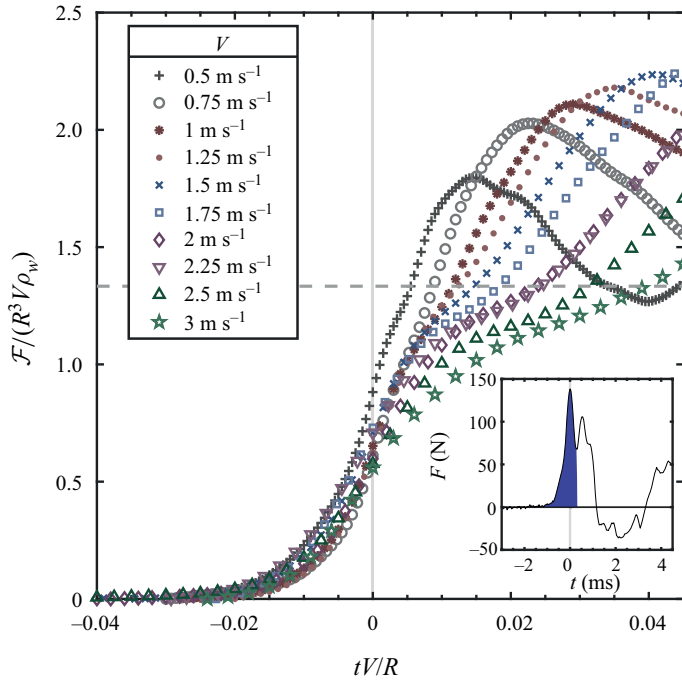 2.5
2.0
1.5
1.0
0.5
0
ℱ/(R³Vρ_w)
V
0.5 m s⁻¹
0.75 m s⁻¹
1 m s⁻¹
1.25 m s⁻¹
1.5 m s⁻¹
1.75 m s⁻¹
2 m s⁻¹
2.25 m s⁻¹
2.5 m s⁻¹
3 m s⁻¹
150
100
50
0
−50
F (N)
−2 0 2 4
t (ms)
−0.04 −0.02 0 0.02 0.04
tV/R